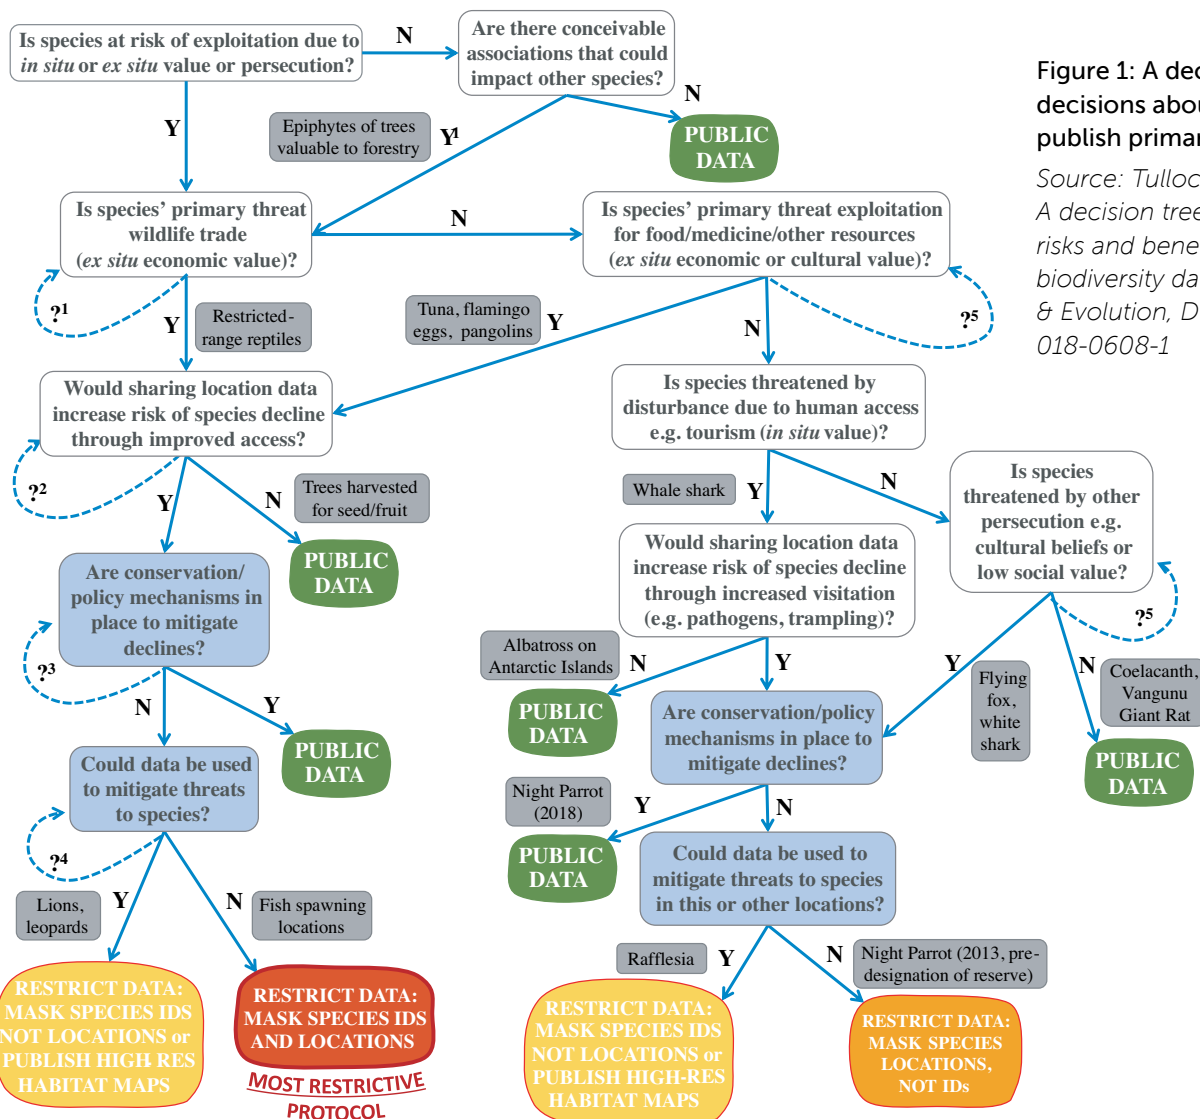 Is species at risk of exploitation due to
in situ or ex situ value or persecution?
N
Are there conceivable
associations that could
impact other species?
Y
Epiphytes of trees
valuable to forestry
Y1
N
PUBLIC
DATA
Figure 1: A dec
decisions abou
publish primar
Source: Tulloc
A decision tree
risks and bene
biodiversity da
& Evolution, D
018-0608-1
Is species’ primary threat
wildlife trade
(ex situ economic value)?
N
Is species’ primary threat exploitation
for food/medicine/other resources
(ex situ economic or cultural value)?
?1
Y
Restricted-
range reptiles
Tuna, flamingo
eggs, pangolins
Y
N
?5
Would sharing location data
increase risk of species decline
through improved access?
Is species threatened by
disturbance due to human access
e.g. tourism (in situ value)?
?2
Y
N
Trees harvested
for seed/fruit
PUBLIC
DATA
Whale shark
Y
N
Is species
threatened by other
persecution e.g.
cultural beliefs or
low social value?
Would sharing location data
increase risk of species decline
through increased visitation
(e.g. pathogens, trampling)?
?5
Are conservation/
policy mechanisms in
place to mitigate
declines?
?3
N
Y
PUBLIC
DATA
Albatross on
Antarctic Islands
N
Y
PUBLIC
DATA
Y
Flying
fox,
white
shark
N
Coelacanth,
Vangunu
Giant Rat
PUBLIC
DATA
Are conservation/policy
mechanisms in place to
mitigate declines?
Could data be used
to mitigate threats
to species?
Night Parrot
(2018)
Y
N
PUBLIC
DATA
?4
Could data be used to
mitigate threats to species
in this or other locations?
Lions,
leopards
Y
N
Fish spawning
locations
Rafflesia
Y
N
Night Parrot (2013, pre-
designation of reserve)
RESTRICT DATA:
MASK SPECIES IDS
NOT LOCATIONS or
PUBLISH HIGH-RES
HABITAT MAPS
RESTRICT DATA:
MASK SPECIES IDS
AND LOCATIONS
MOST RESTRICTIVE
PROTOCOL
RESTRICT DATA:
MASK SPECIES IDS
NOT LOCATIONS or
PUBLISH HIGH-RES
HABITAT MAPS
RESTRICT DATA:
MASK SPECIES
LOCATIONS,
NOT IDs